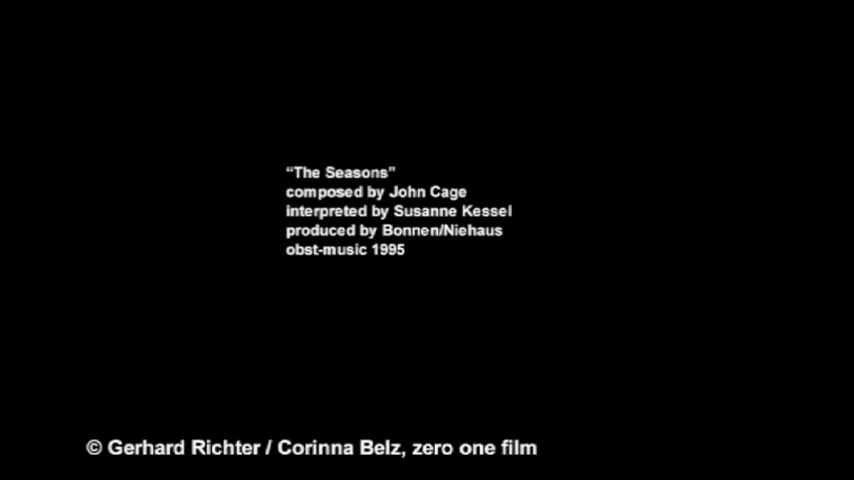 “The Seasons”
composed by John Cage
interpreted by Susanne Kessel
produced by Bonnen/Niehaus
obst-music 1995
© Gerhard Richter / Corinna Belz, zero one film